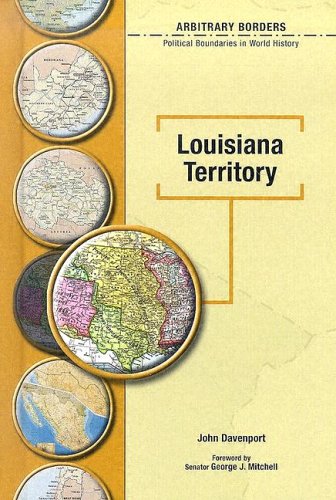 ARBITRARY BORDERS
Political Boundaries in World History
Louisiana
Territory
John Davenport
Foreword by
Senator George J. Mitchell